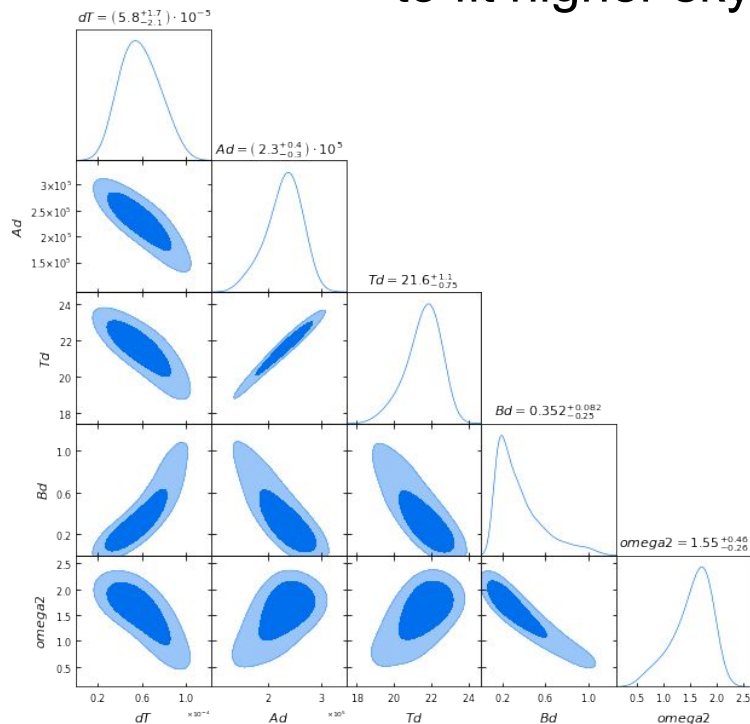 to fit higher sky
dT = (5.8^{+1.7}_{-2.1}) · 10^{-5}
Ad = (2.3^{+0.4}_{-0.3}) · 10^5
3×10^5
2.5×10^5
2×10^5
1.5×10^5
Ad
Td = 21.6^{+1.1}_{-0.75}
24
22
20
18
Td
Bd = 0.352^{+0.082}_{-0.25}
1.0
0.6
0.2
Bd
omega2 = 1.55^{+0.46}_{-0.26}
2.5
2.0
1.5
1.0
0.5
omega2
0.2 0.6 1.0 2 3 18 20 22 24 0.2 0.6 1.0 0.5 1.0 1.5 2.0 2.5
dT ×10^{-4} Ad Td Bd omega2